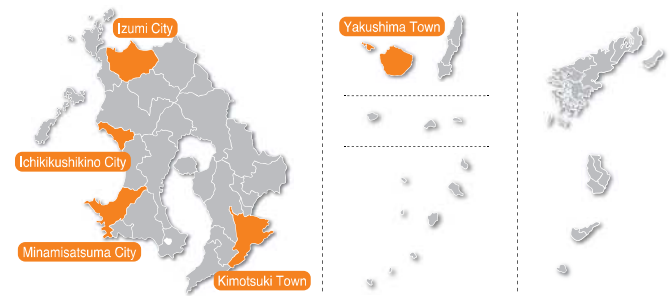 Izumi City
Yakushima Town
Ichikikushikino City
Minamisatsuma City
Kimotsuki Town